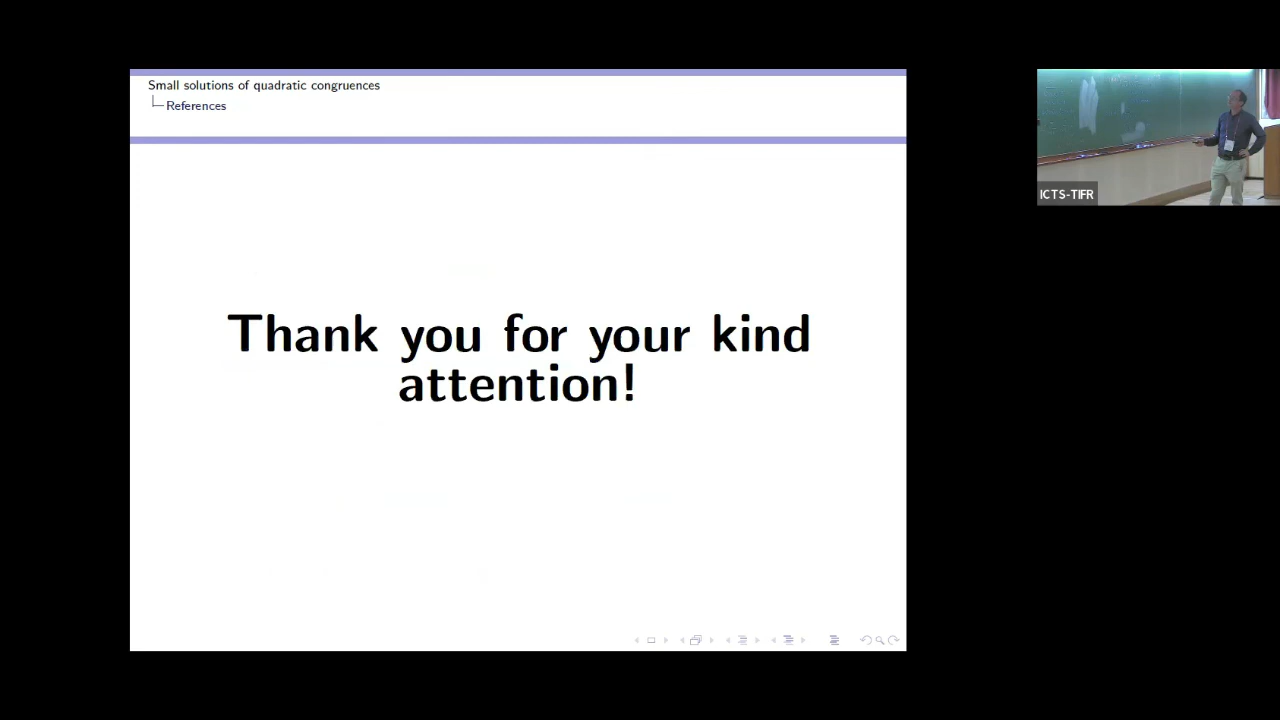 Small solutions of quadratic congruences
References
Thank you for your kind
attention!
ICTS-TIFR